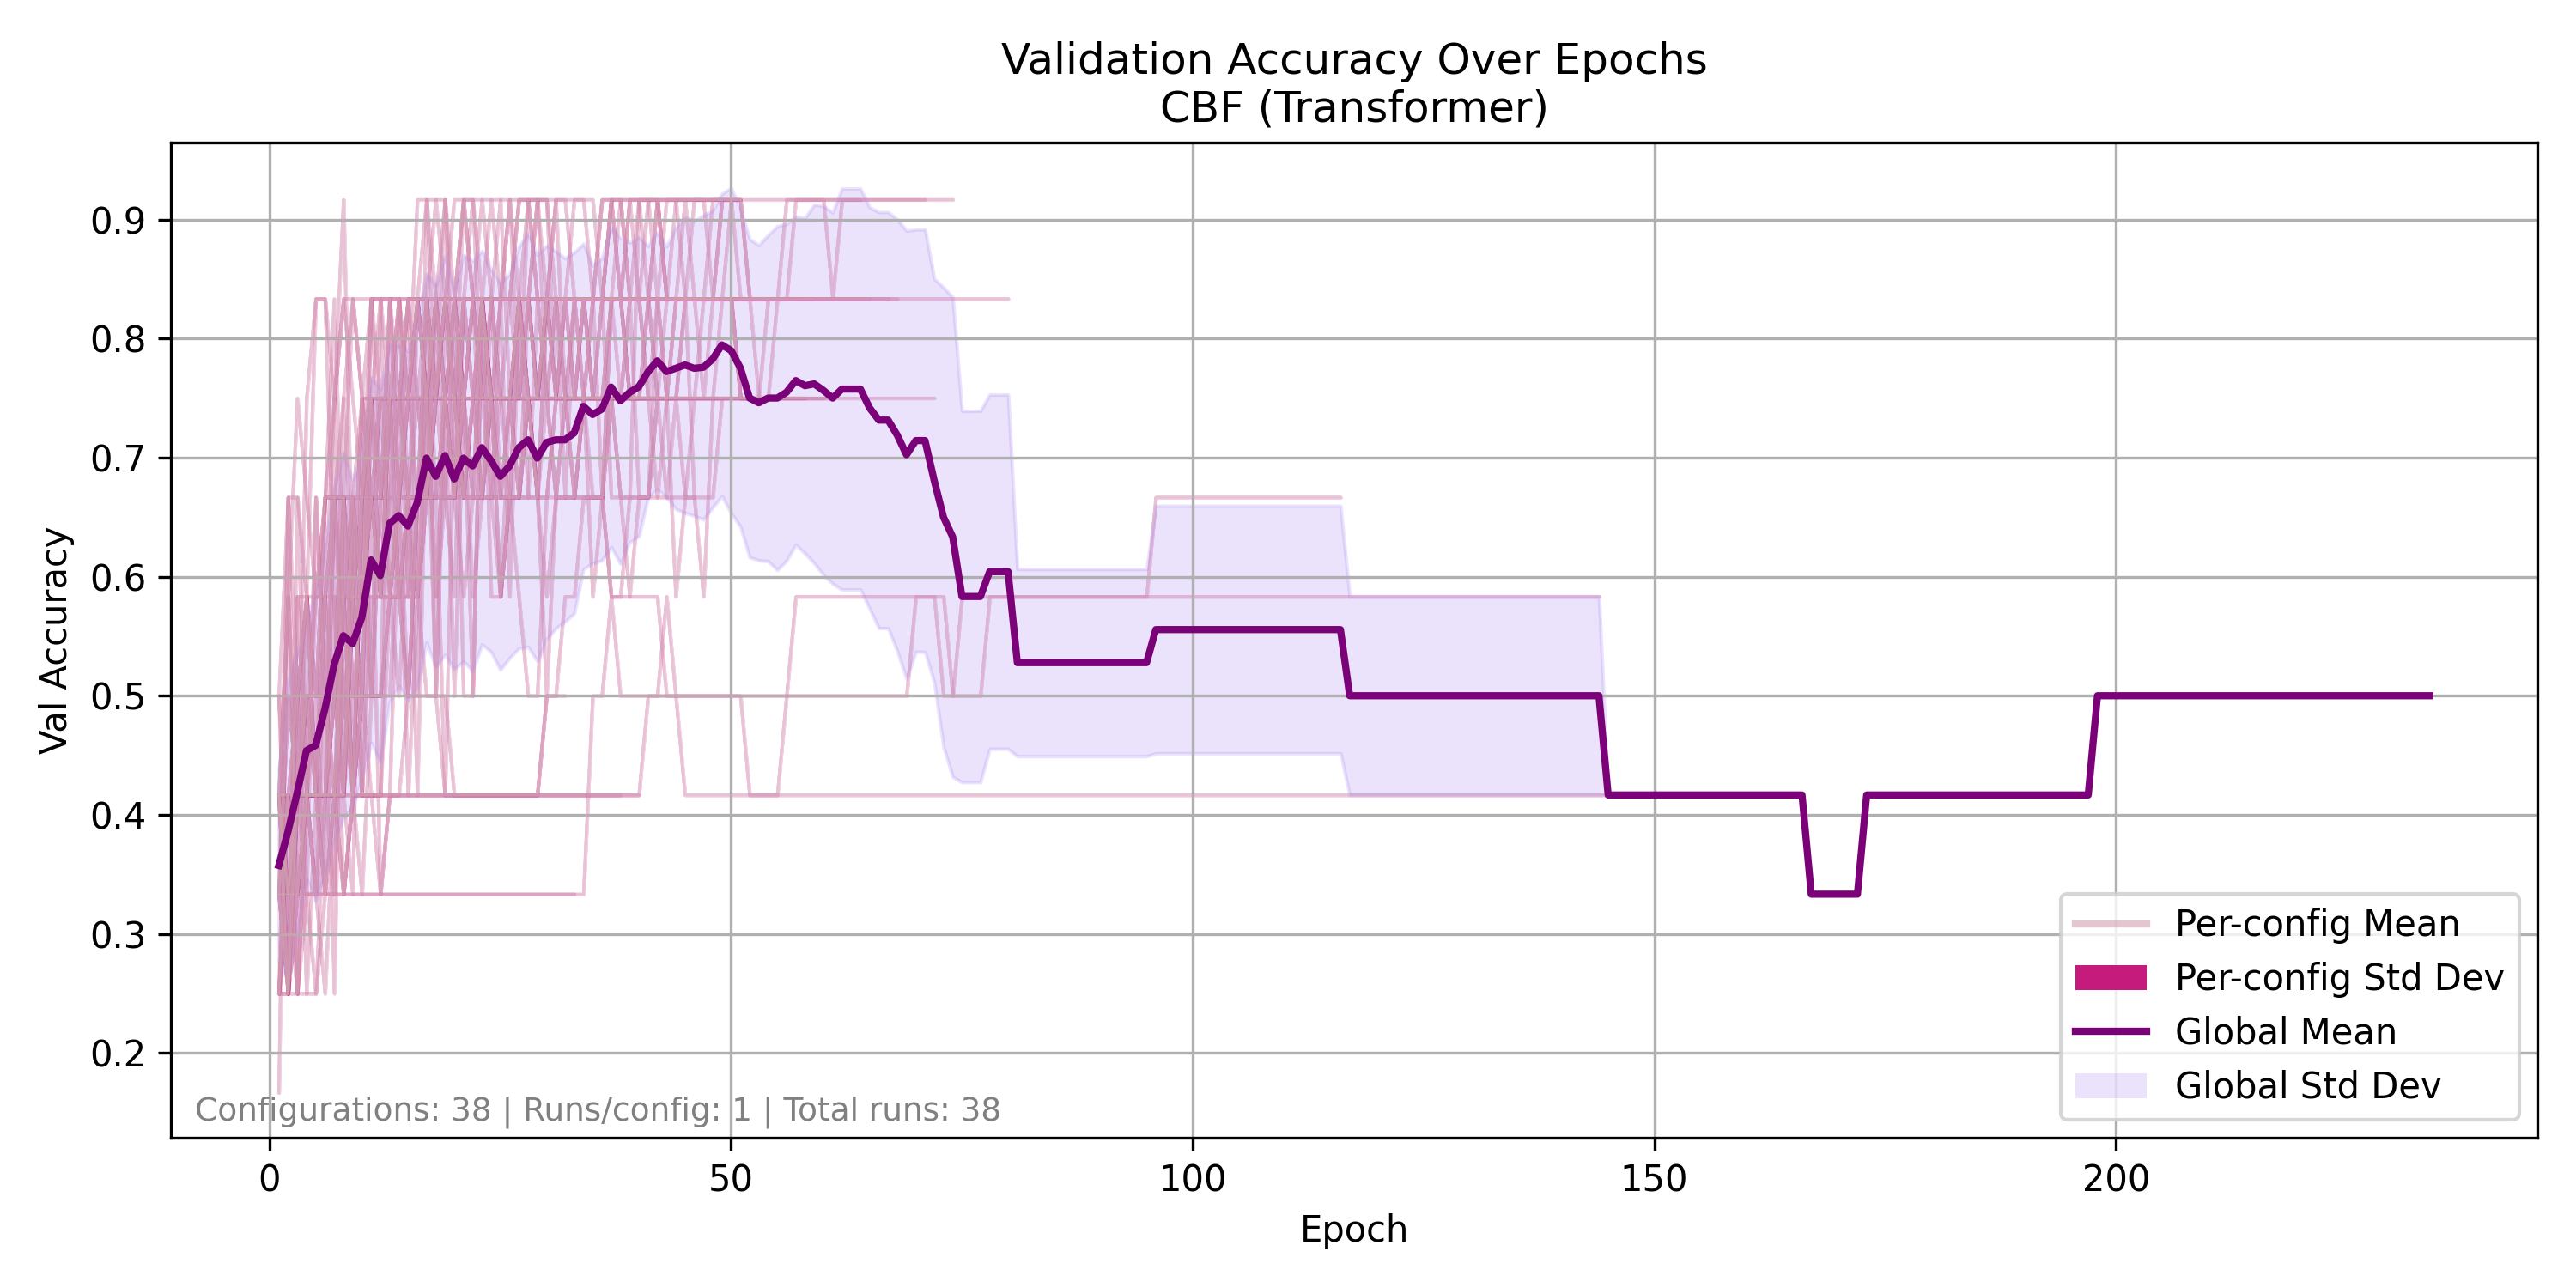 Validation Accuracy Over Epochs
CBF (Transformer)
Val Accuracy
0.9
0.8
0.7
0.6
0.5
0.4
0.3
0.2
Configurations: 38 | Runs/config: 1 | Total runs: 38
Per-config Mean
Per-config Std Dev
Global Mean
Global Std Dev
0 50 100 150 200
Epoch